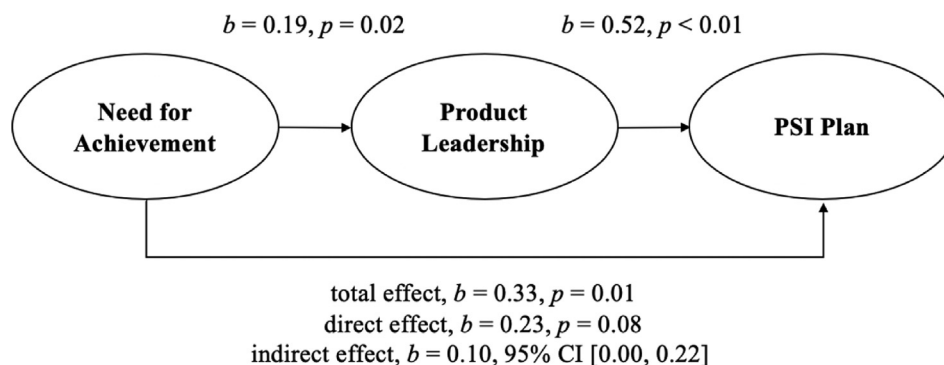 b = 0.19, p = 0.02
b = 0.52, p < 0.01
Need for
Achievement
Product
Leadership
PSI Plan
total effect, b = 0.33, p = 0.01
direct effect, b = 0.23, p = 0.08
indirect effect, b = 0.10, 95% CI [0.00, 0.22]